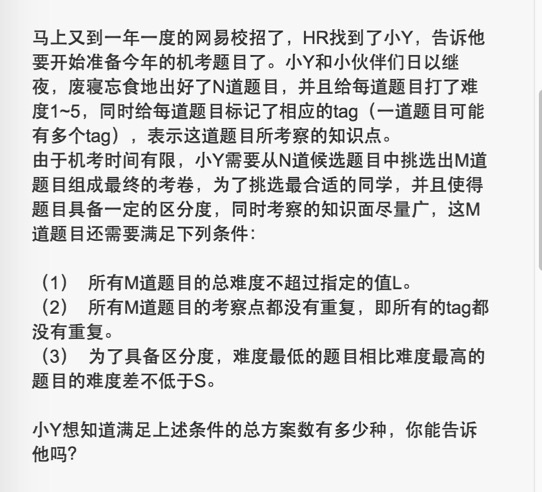 马上又到一年一度的网易校招了，HR找到了小Y，告诉他
要开始准备今年的机考题目了。小Y和小伙伴们日以继
夜，废寝忘食地出好了N道题目，并且给每道题目打了难
度1~5，同时给每道题目标记了相应的tag（一道题目可能
有多个tag），表示这道题目所考察的知识点。
由于机考时间有限，小Y需要从N道候选题目中挑选出M道
题目组成最终的考卷，为了挑选最合适的同学，并且使得
题目具备一定的区分度，同时考察的知识面尽量广，这M
道题目还需要满足下列条件：
（1） 所有M道题目的总难度不超过指定的值L。
（2） 所有M道题目的考察点都没有重复，即所有的tag都
没有重复。
（3） 为了具备区分度，难度最低的题目相比难度最高的
题目的难度差不低于S。
小Y想知道满足上述条件的总方案数有多少种，你能告诉
他吗?